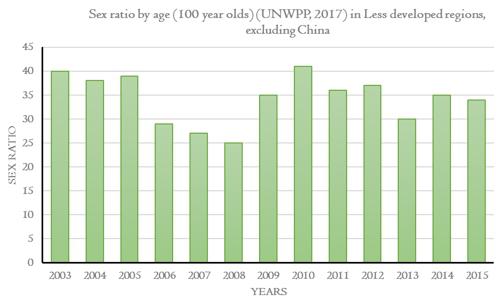 Sex ratio by age (100 year olds) (UNWPP, 2017) in Less developed regions,
excluding China
45
40
35
30
25
20
15
10
5
0
SEX RATIO
2003 2004 2005 2006 2007 2008 2009 2010 2011 2012 2013 2014 2015
YEARS